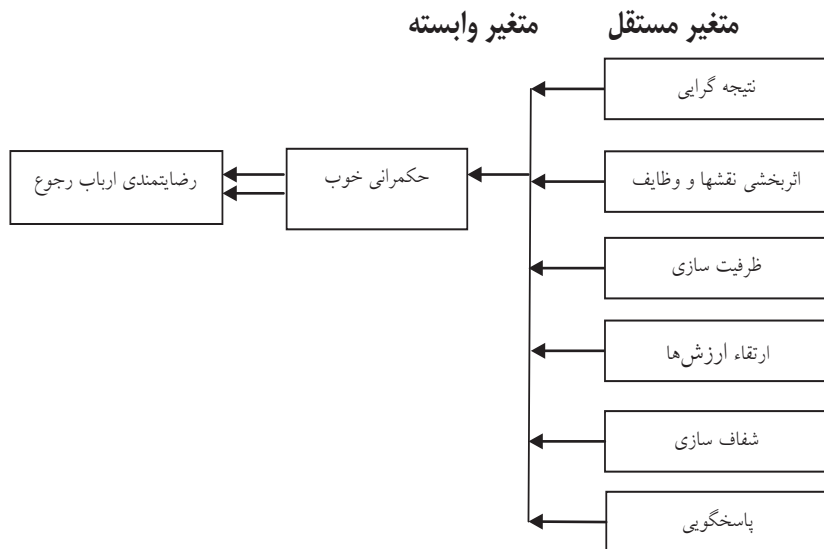 متغیر مستقل
متغیر وابسته
نتیجه گرایی
اثربخشی نقشها و وظایف
ظرفیت سازی
ارتقاء ارزش‌ها
شفاف سازی
پاسخگویی
حکمرانی خوب
رضایتمندی ارباب رجوع